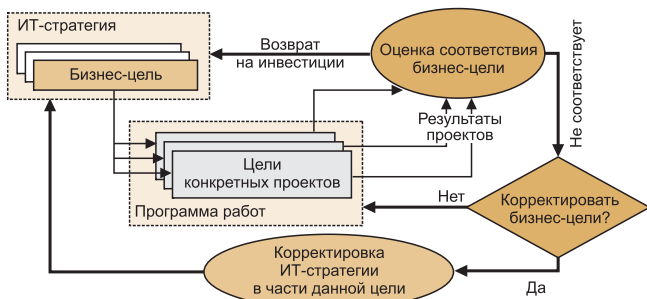 ИТ-стратегия
Бизнес-цель
Возврат
на инвестиции
Оценка соответствия
бизнес-цели
Не соответствует
Результаты
проектов
Цели
конкретных проектов
Программа работ
Нет
Корректировать
бизнес-цели?
Да
Корректировка
ИТ-стратегии
в части данной цели